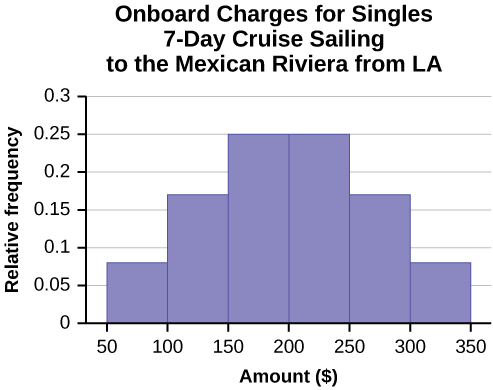 Onboard Charges for Singles
7-Day Cruise Sailing
to the Mexican Riviera from LA
Relative frequency
0.3
0.25
0.2
0.15
0.1
0.05
0
50 100 150 200 250 300 350
Amount ($)